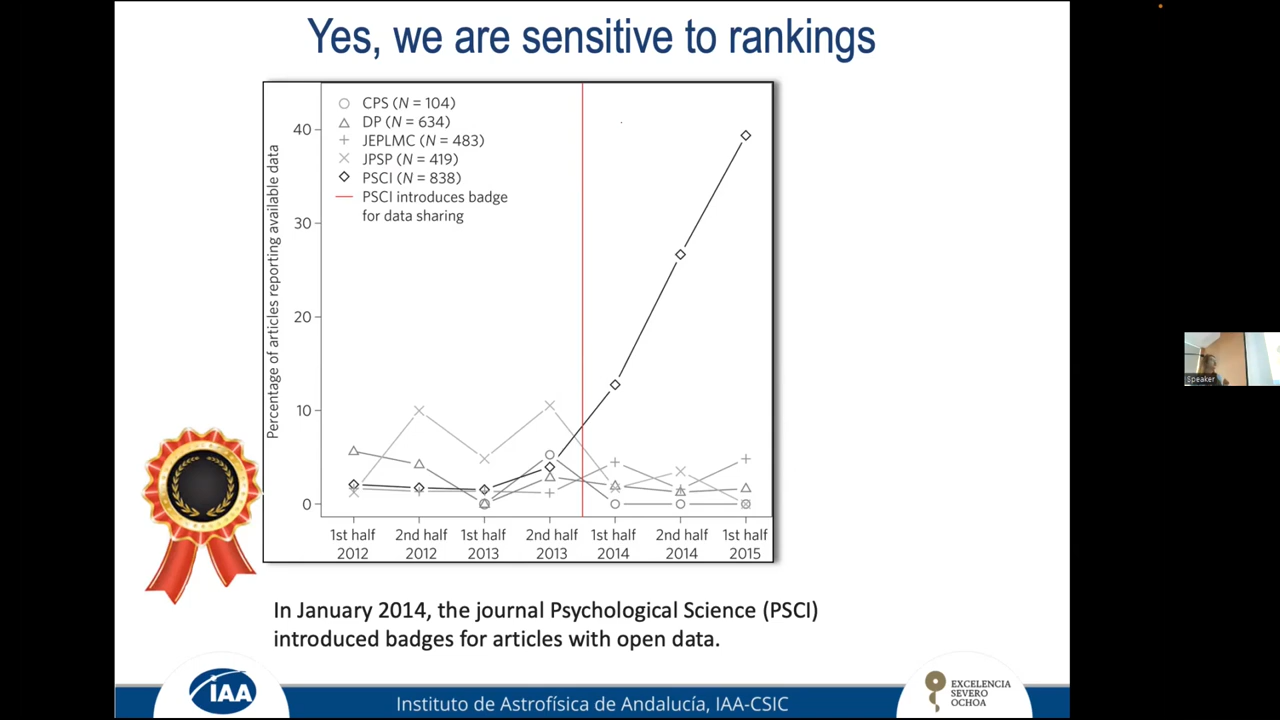 Yes, we are sensitive to rankings
CPS (N = 104)
DP (N = 634)
JEPLMC (N = 483)
JPSP (N = 419)
PSCI (N = 838)
PSCI introduces badge
for data sharing
Percentage of articles reporting available data
40
30
20
10
0
1st half 2nd half 1st half 2nd half 1st half 2nd half 1st half
2012 2012 2013 2013 2014 2014 2015
In January 2014, the journal Psychological Science (PSCI)
introduced badges for articles with open data.
IAA
Instituto de Astrofísica de Andalucía, IAA-CSIC
EXCELENCIA
SEVERO
OCHOA
Speaker